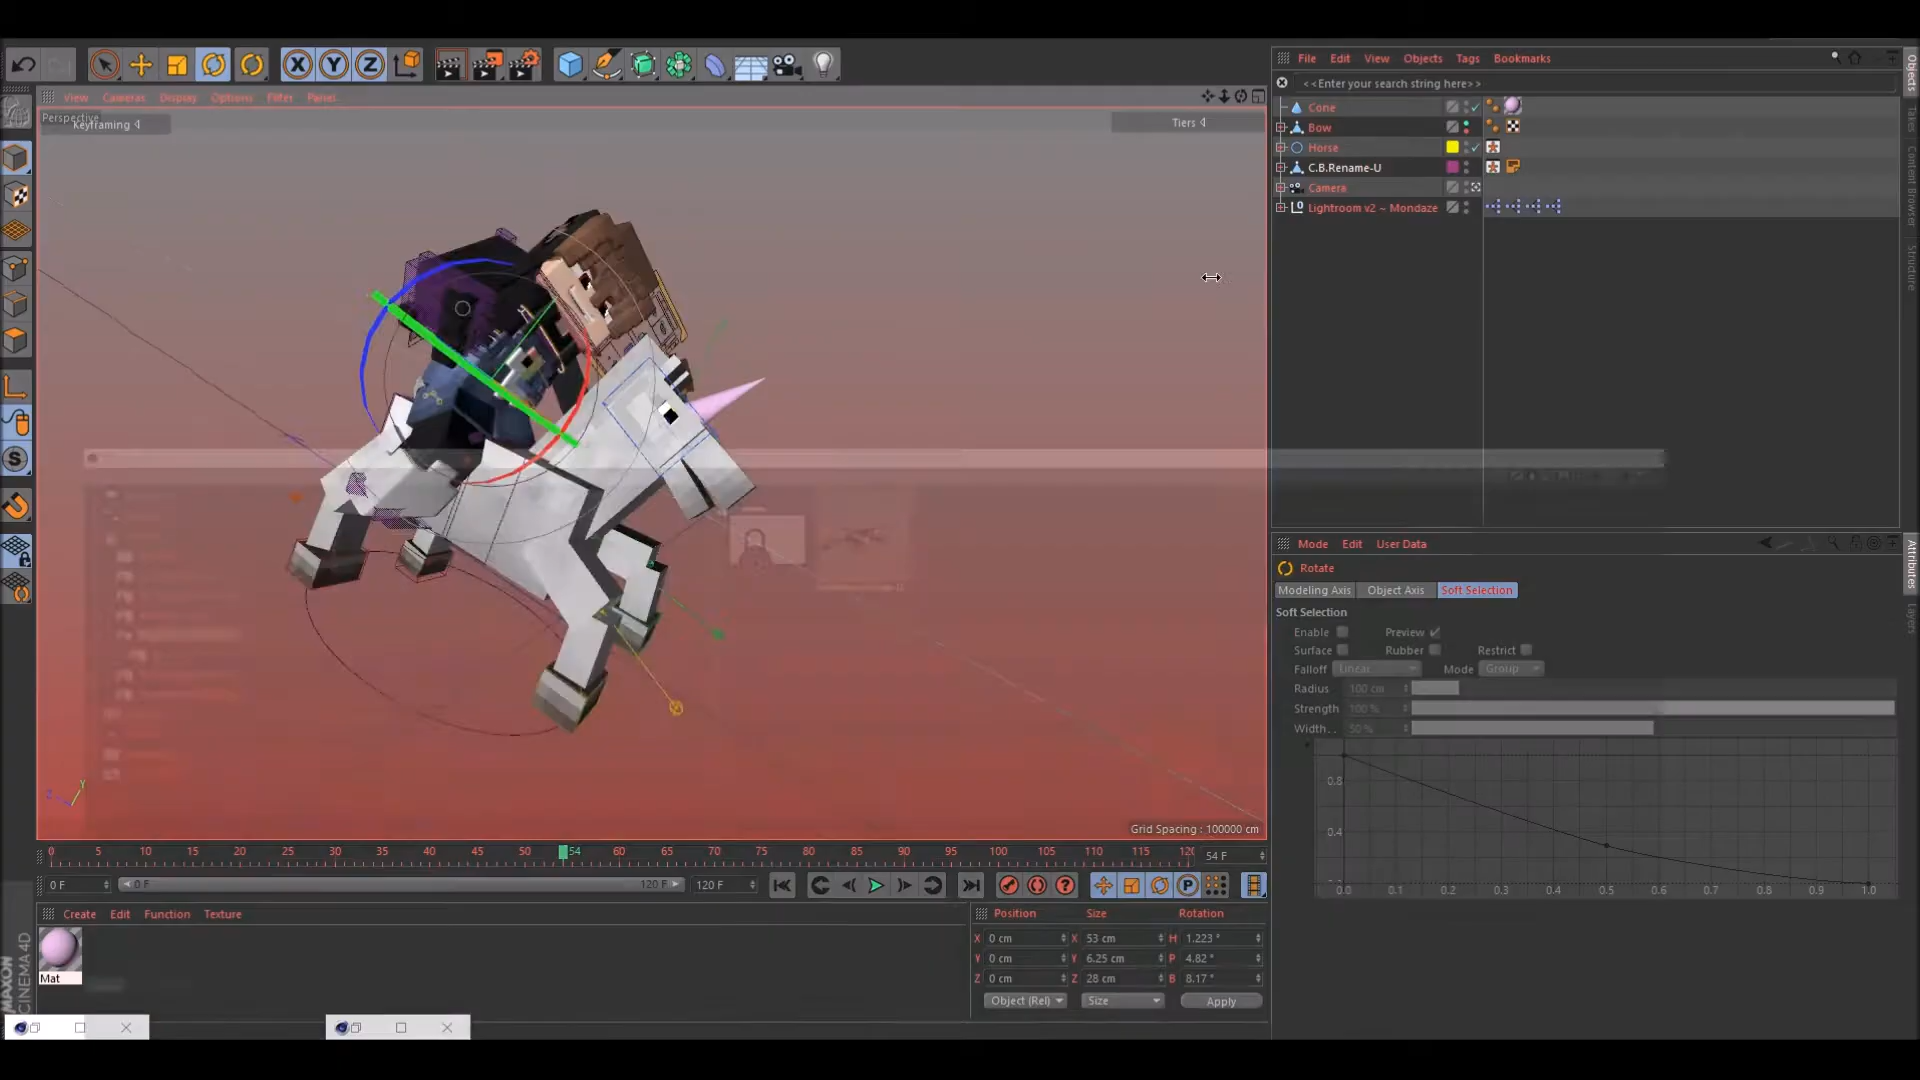 File Edit View Objects Tags Bookmarks
<<Enter your search string here>>
View Cameras Display Options Filter Panel
Perspective
Keyframing
Tiers
Cone
Bow
Horse
C.B.Rename-U
Camera
Lightroom v2 ~ Mondaze
Objects
Takes
Content Browser
Structure
Grid Spacing : 100000 cm
0 5 10 15 20 25 30 35 40 45 50 54 60 65 70 75 80 85 90 95 100 105 110 115 120
54 F
0 F
0 F
120 F
120 F
Create Edit Function Texture
Mat
MAXON
CINEMA 4D
Position Size Rotation
X 0 cm X 53 cm H 1.223 °
Y 0 cm Y 6.25 cm P 4.82 °
Z 0 cm Z 28 cm B 8.17 °
Object (Rel) Size Apply
Mode Edit User Data
Rotate
Modeling Axis Object Axis Soft Selection
Soft Selection
Enable Preview
Surface Rubber Restrict
Falloff Linear Mode Group
Radius 100 cm
Strength 100 %
Width . . 50 %
0.8
0.4
0.0 0.1 0.2 0.3 0.4 0.5 0.6 0.7 0.8 0.9 1.0
Attributes
Layers